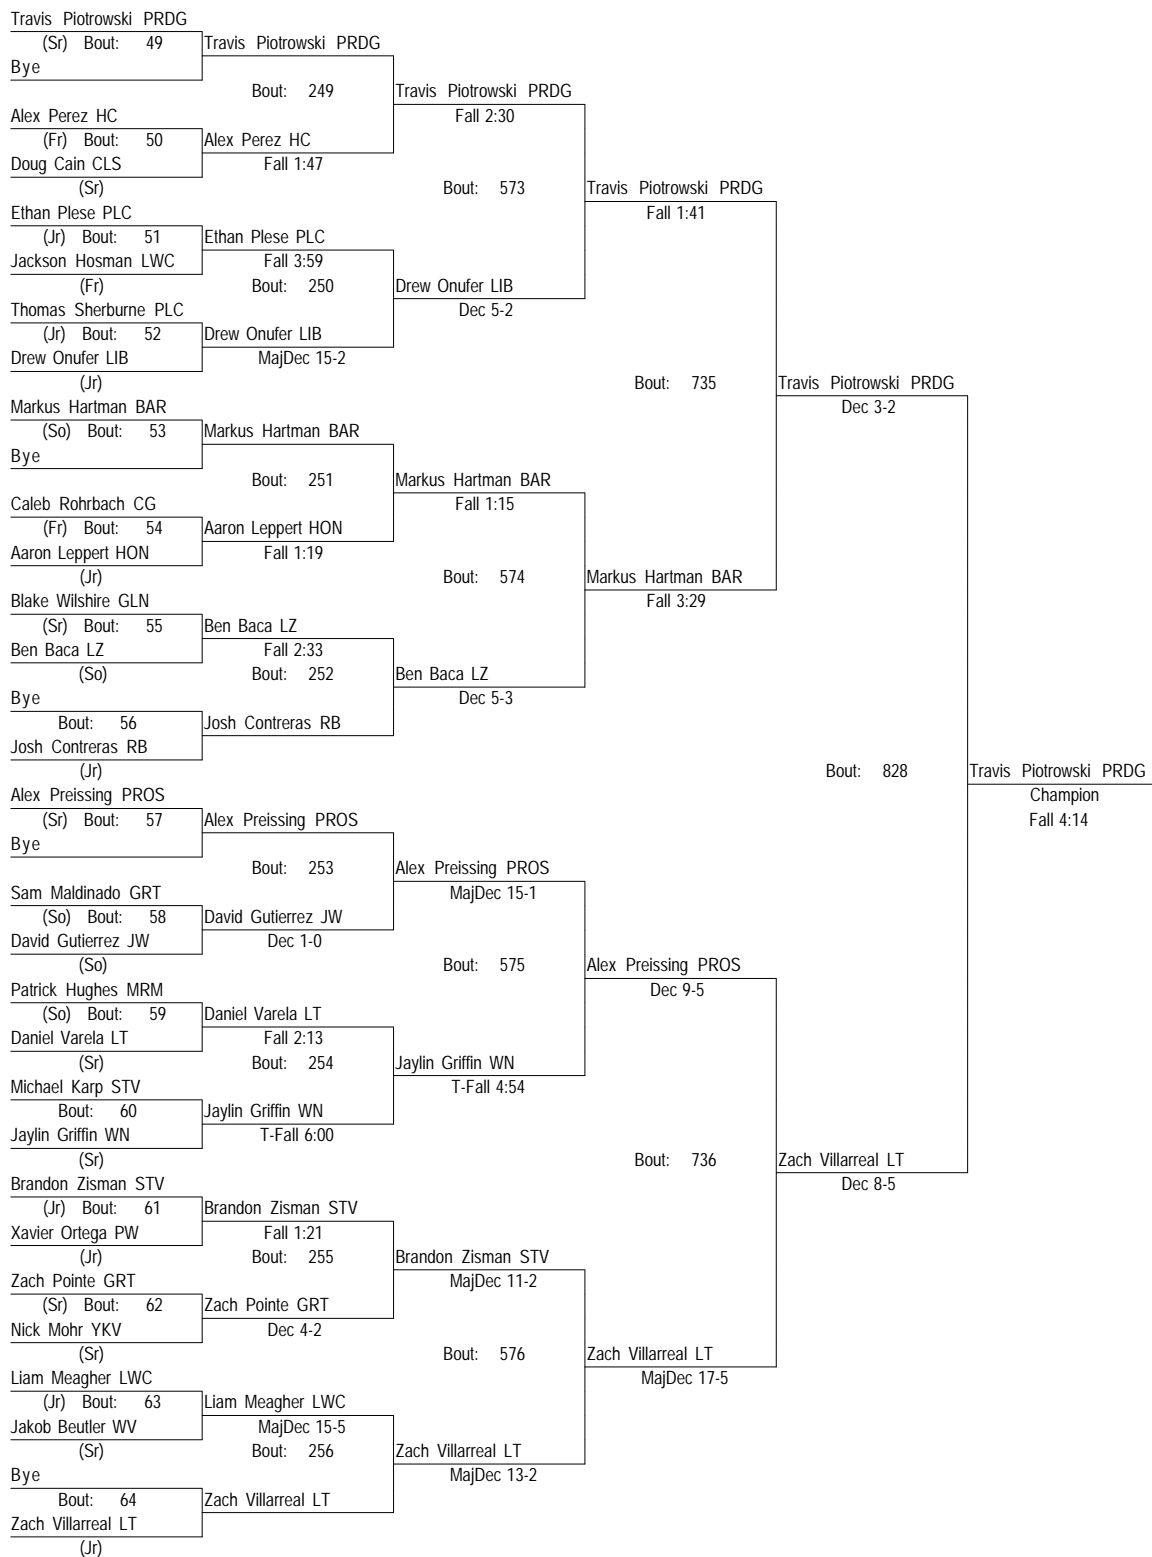 Travis Piotrowski PRDG
(Sr) Bout: 49
Bye
Travis Piotrowski PRDG
Bout: 249
Alex Perez HC
(Fr) Bout: 50
Doug Cain CLS
(Sr)
Alex Perez HC
Fall 1:47
Travis Piotrowski PRDG
Fall 2:30
Bout: 573
Ethan Plese PLC
(Jr) Bout: 51
Jackson Hosman LWC
(Fr)
Ethan Plese PLC
Fall 3:59
Bout: 250
Thomas Sherburne PLC
(Jr) Bout: 52
Drew Onufer LIB
(Jr)
Drew Onufer LIB
MajDec 15-2
Drew Onufer LIB
Dec 5-2
Travis Piotrowski PRDG
Fall 1:41
Bout: 735
Markus Hartman BAR
(So) Bout: 53
Bye
Markus Hartman BAR
Bout: 251
Caleb Rohrbach CG
(Fr) Bout: 54
Aaron Leppert HON
(Jr)
Aaron Leppert HON
Fall 1:19
Markus Hartman BAR
Fall 1:15
Bout: 574
Blake Wilshire GLN
(Sr) Bout: 55
Ben Baca LZ
(So)
Ben Baca LZ
Fall 2:33
Bout: 252
Bye
Bout: 56
Josh Contreras RB
(Jr)
Josh Contreras RB
Ben Baca LZ
Dec 5-3
Markus Hartman BAR
Fall 3:29
Travis Piotrowski PRDG
Dec 3-2
Bout: 828
Alex Preissing PROS
(Sr) Bout: 57
Bye
Alex Preissing PROS
Bout: 253
Sam Maldinado GRT
(So) Bout: 58
David Gutierrez JW
(So)
David Gutierrez JW
Dec 1-0
Alex Preissing PROS
MajDec 15-1
Bout: 575
Patrick Hughes MRM
(So) Bout: 59
Daniel Varela LT
(Sr)
Daniel Varela LT
Fall 2:13
Bout: 254
Michael Karp STV
Bout: 60
Jaylin Griffin WN
(Sr)
Jaylin Griffin WN
T-Fall 6:00
Jaylin Griffin WN
T-Fall 4:54
Alex Preissing PROS
Dec 9-5
Bout: 736
Brandon Zisman STV
(Jr) Bout: 61
Xavier Ortega PW
(Jr)
Brandon Zisman STV
Fall 1:21
Bout: 255
Zach Pointe GRT
(Sr) Bout: 62
Nick Mohr YKV
(Sr)
Zach Pointe GRT
Dec 4-2
Brandon Zisman STV
MajDec 11-2
Bout: 576
Liam Meagher LWC
(Jr) Bout: 63
Jakob Beutler WV
(Sr)
Liam Meagher LWC
MajDec 15-5
Bout: 256
Bye
Bout: 64
Zach Villarreal LT
(Jr)
Zach Villarreal LT
Zach Villarreal LT
MajDec 13-2
Zach Villarreal LT
MajDec 17-5
Zach Villarreal LT
Dec 8-5
Travis Piotrowski PRDG
Champion
Fall 4:14